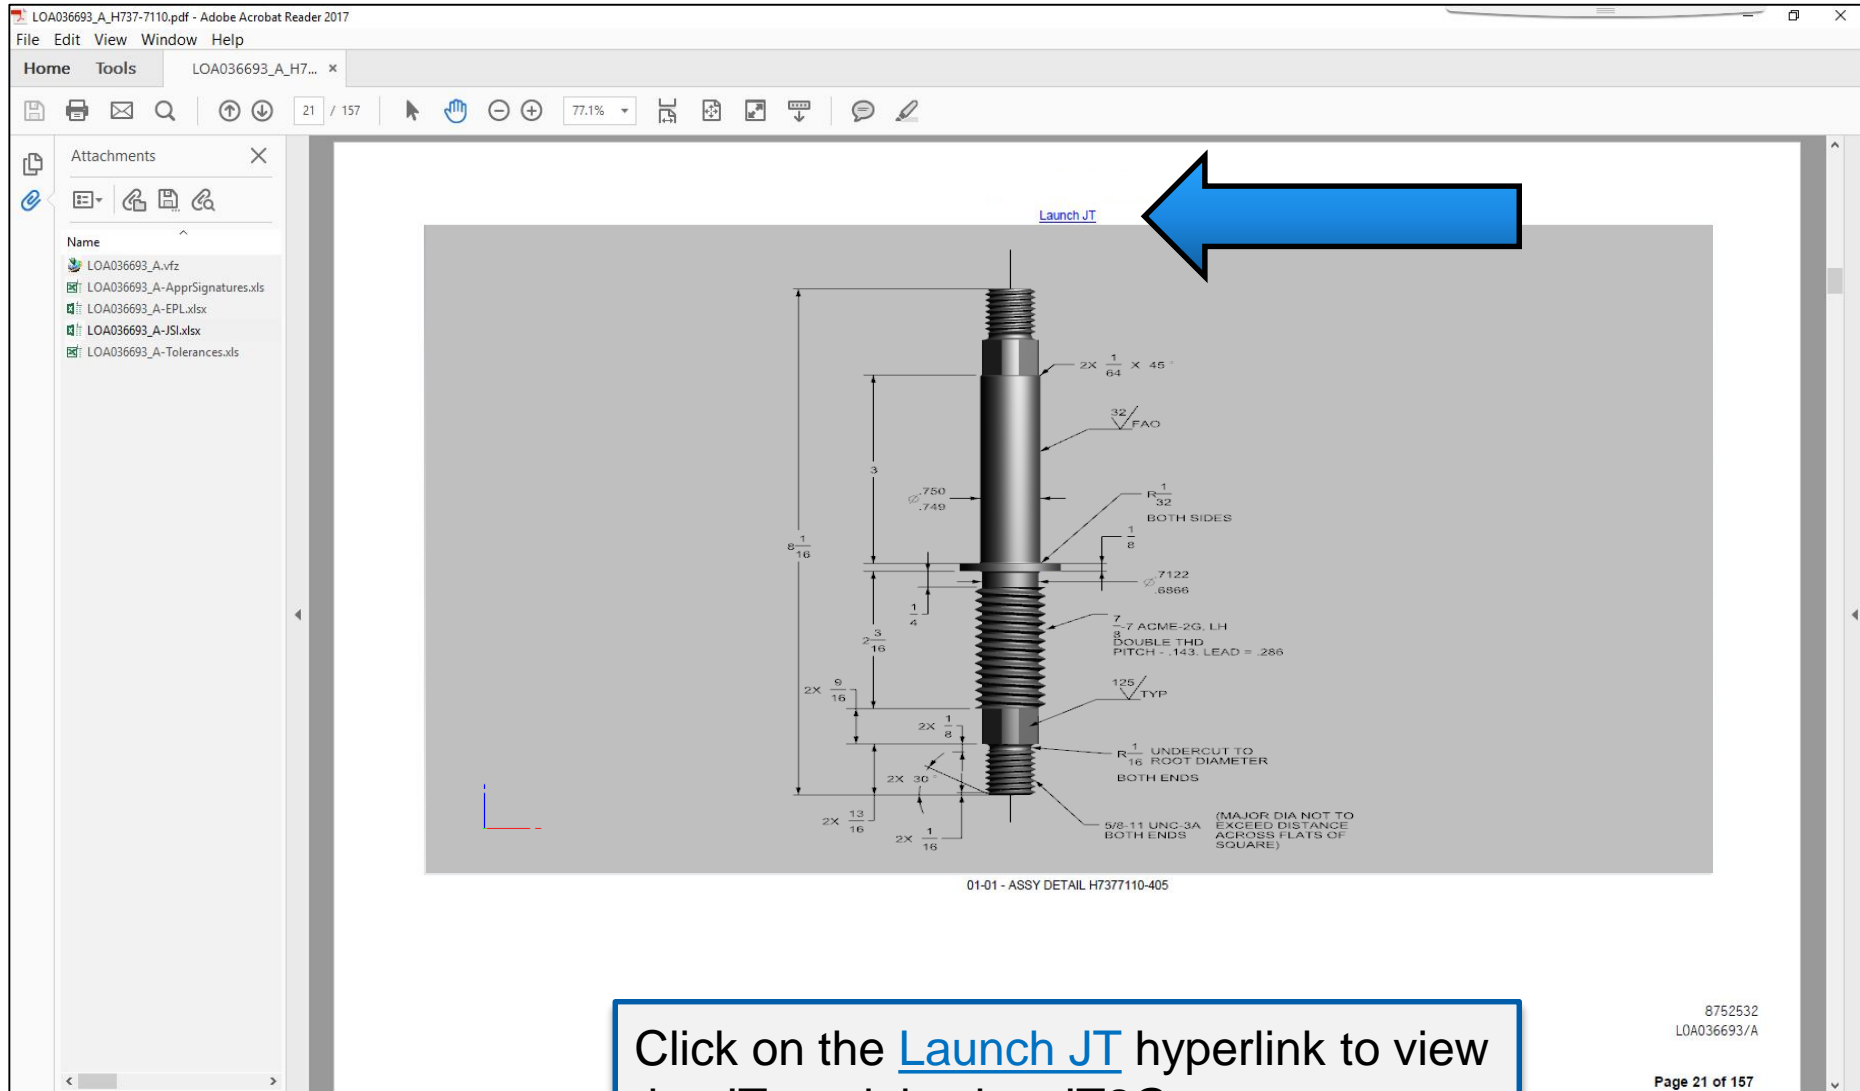 LOA036693_A_H737-7110.pdf - Adobe Acrobat Reader 2017
File Edit View Window Help
Home Tools LOA036693_A_H7... ×
21 / 157 77.1%
Attachments
Name
LOA036693_A.vfz
LOA036693_A-ApprSignatures.xls
LOA036693_A-EPL.xlsx
LOA036693_A-JSI.xlsx
LOA036693_A-Tolerances.xls
Launch JT
2X 1/64 X 45°
32/ FAO
3
Ø .750
.749
R 1/32
BOTH SIDES
1/8
8 1/16
Ø .7122
.6866
1/4
7/8-7 ACME-2G, LH
DOUBLE THD
PITCH - .143. LEAD = .286
2 3/16
125/ TYP
2X 9/16
2X 1/8
R 1/16 UNDERCUT TO
ROOT DIAMETER
BOTH ENDS
2X 30°
2X 13/16
2X 1/16
5/8-11 UNC-3A
BOTH ENDS
(MAJOR DIA NOT TO
EXCEED DISTANCE
ACROSS FLATS OF
SQUARE)
01-01 - ASSY DETAIL H7377110-405
8752532
LOA036693/A
Page 21 of 157
Click on the Launch JT hyperlink to view